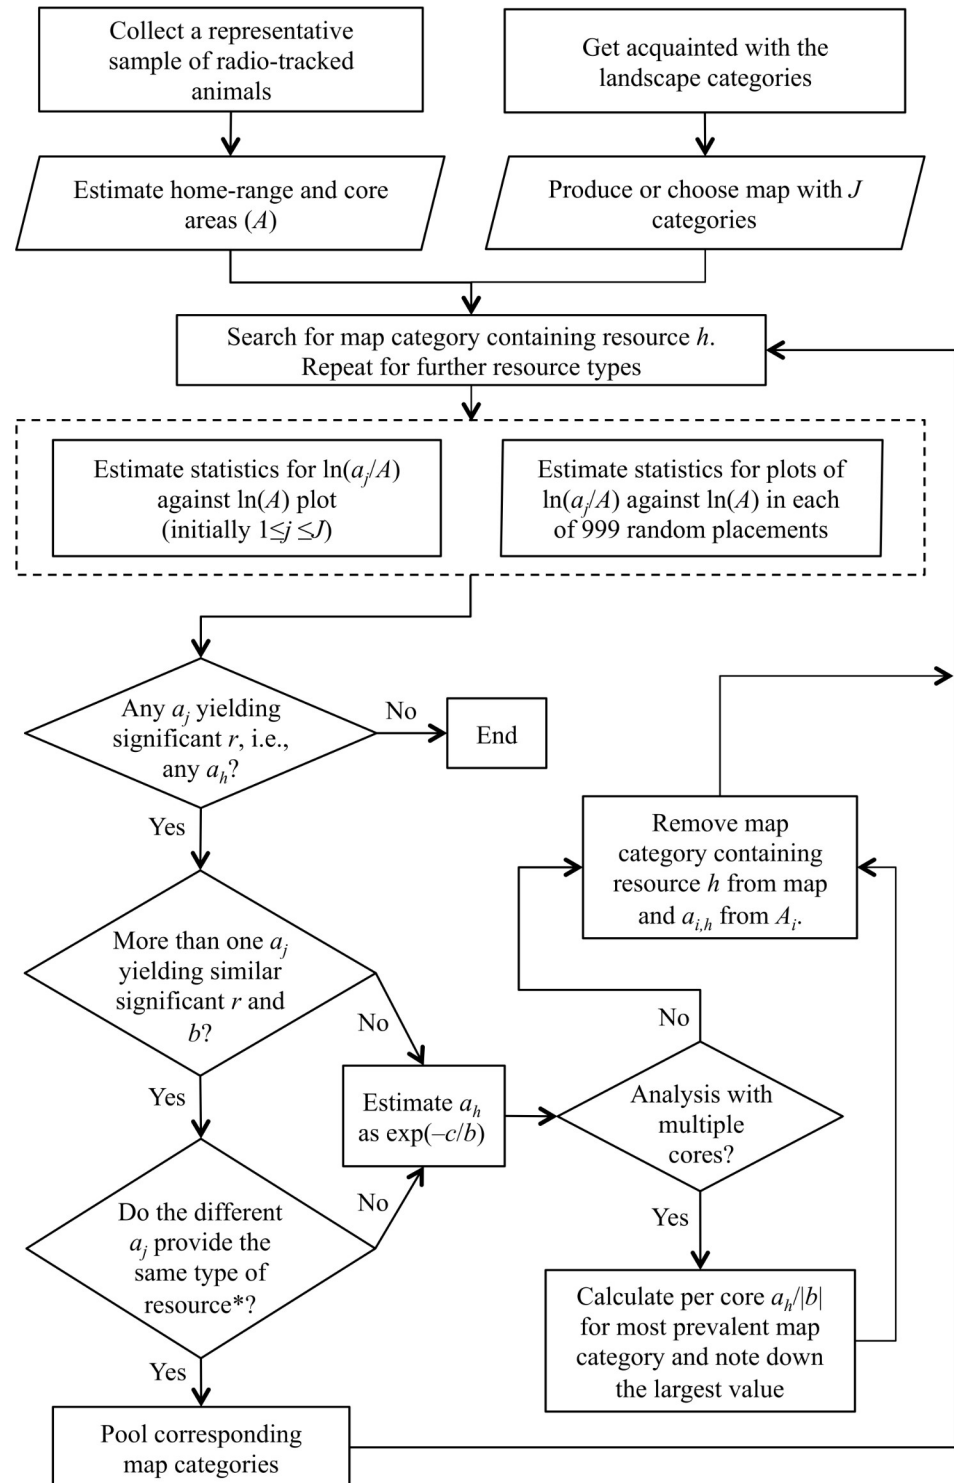 Collect a representative
sample of radio-tracked
animals
Get acquainted with the
landscape categories
Estimate home-range and core
areas (A)
Produce or choose map with J
categories
Search for map category containing resource h.
Repeat for further resource types
Estimate statistics for ln(aj/A)
against ln(A) plot
(initially 1≤j ≤J)
Estimate statistics for plots of
ln(aj/A) against ln(A) in each
of 999 random placements
Any aj yielding
significant r, i.e.,
any ah?
No
End
Yes
Remove map
category containing
resource h from map
and ai,h from Ai.
More than one aj
yielding similar
significant r and
b?
No
No
Yes
Estimate ah
as exp(–c/b)
Analysis with
multiple
cores?
Do the different
aj provide the
same type of
resource*?
No
Yes
Yes
Calculate per core ah/|b|
for most prevalent map
category and note down
the largest value
Pool corresponding
map categories